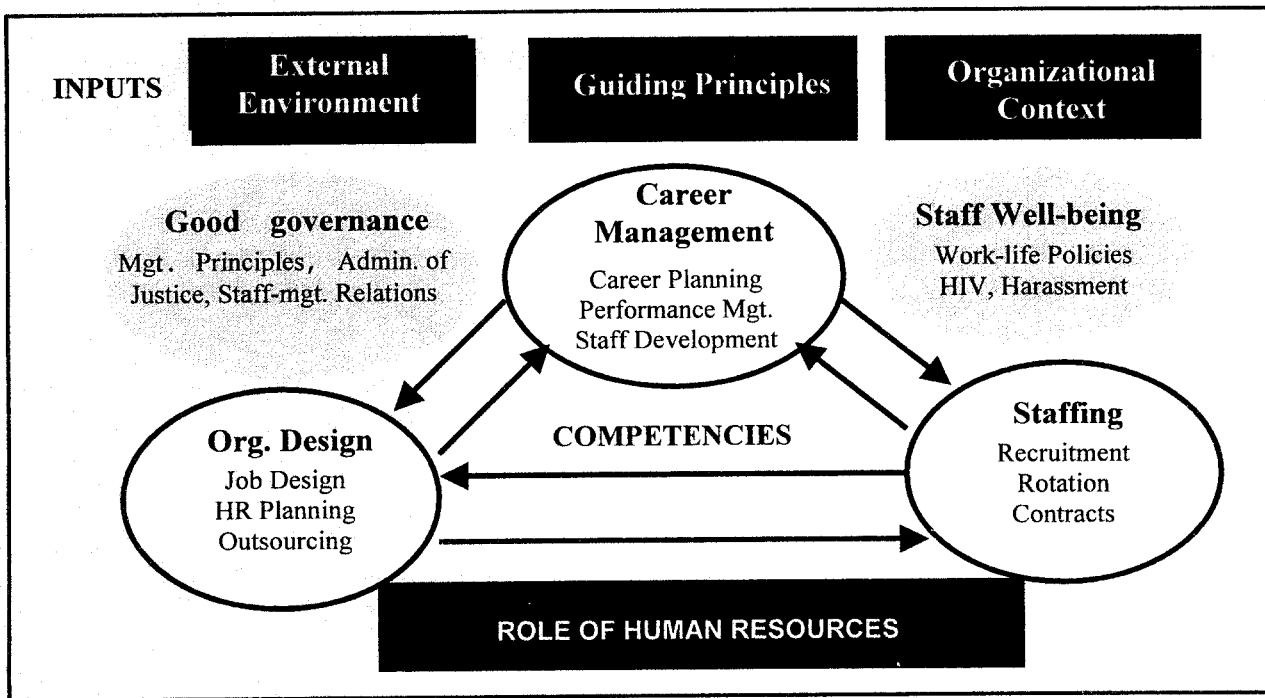 INPUTS
External
Environment
Guiding Principles
Organizational
Context
Good governance
Mgt. Principles, Admin. of
Justice, Staff-mgt. Relations
Career
Management
Career Planning
Performance Mgt.
Staff Development
Staff Well-being
Work-life Policies
HIV, Harassment
Org. Design
Job Design
HR Planning
Outsourcing
COMPETENCIES
Staffing
Recruitment
Rotation
Contracts
ROLE OF HUMAN RESOURCES